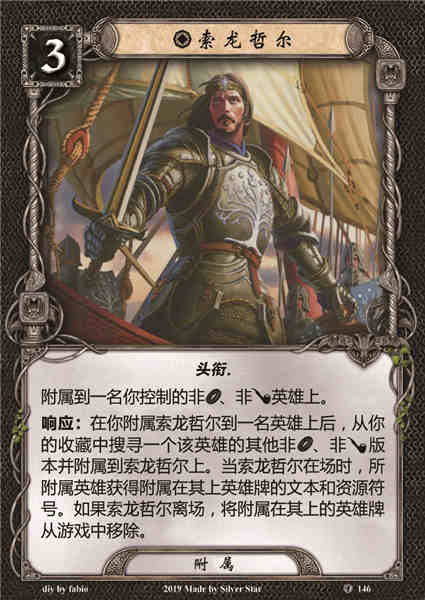 3
索龙哲尔
头衔.
附属到一名你控制的非、非英雄上。
响应：在你附属索龙哲尔到一名英雄上后，从你
的收藏中搜寻一个该英雄的其他非、非版
本并附属到索龙哲尔上。当索龙哲尔在场时，所
附属英雄获得附属在其上英雄牌的文本和资源符
号。如果索龙哲尔离场，将附属在其上的英雄牌
从游戏中移除。
附属
diy by fabio 2019 Made by Silver Star 146